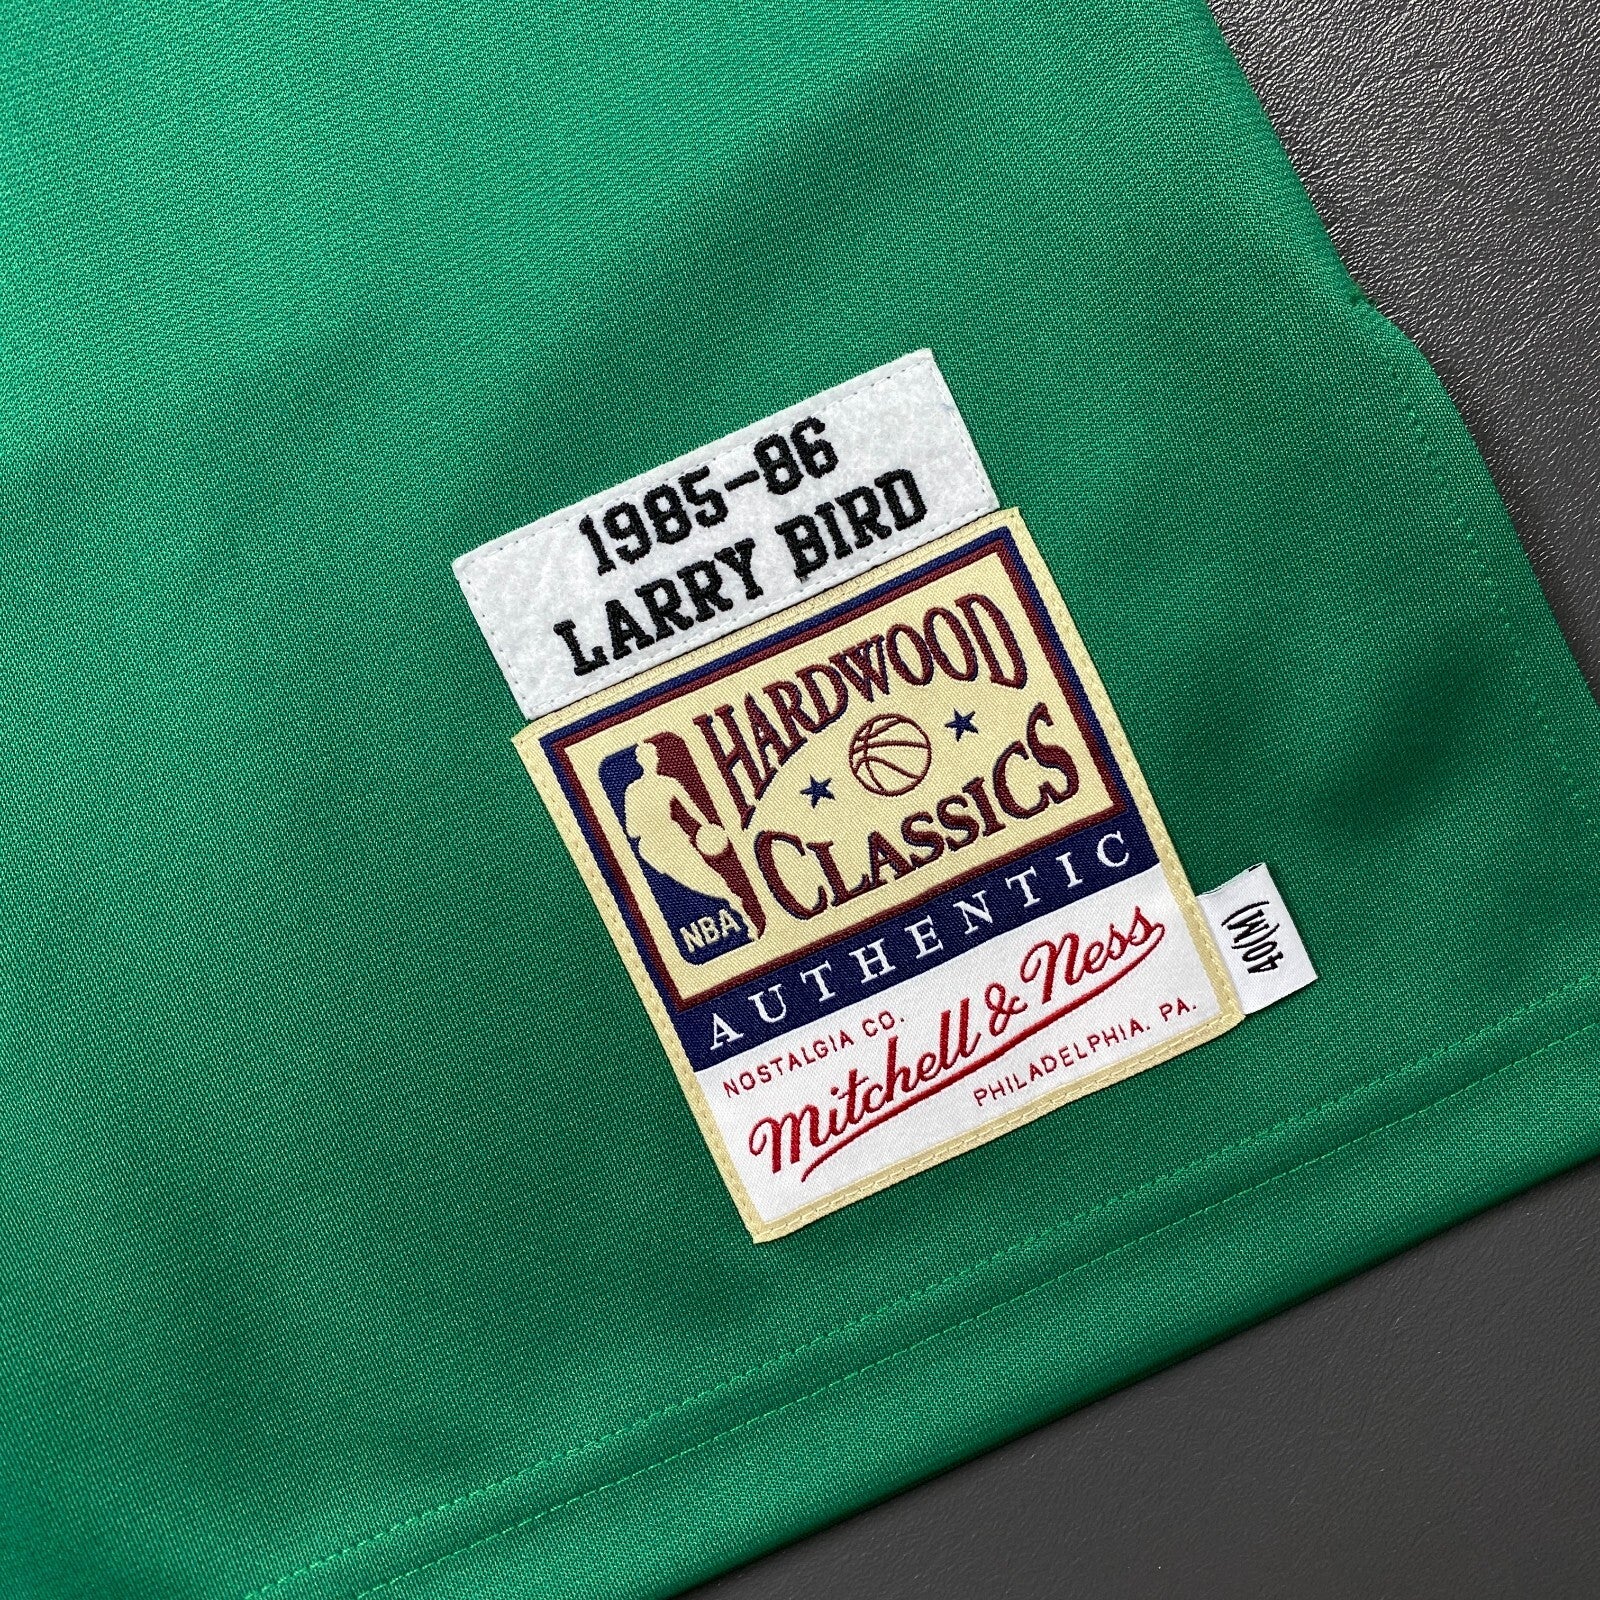 1985-86
LARRY BIRD
HARDWOOD
CLASSICS
NBA
AUTHENTIC
NOSTALGIA CO.
Mitchell & Ness
PHILADELPHIA. PA.
40(M)